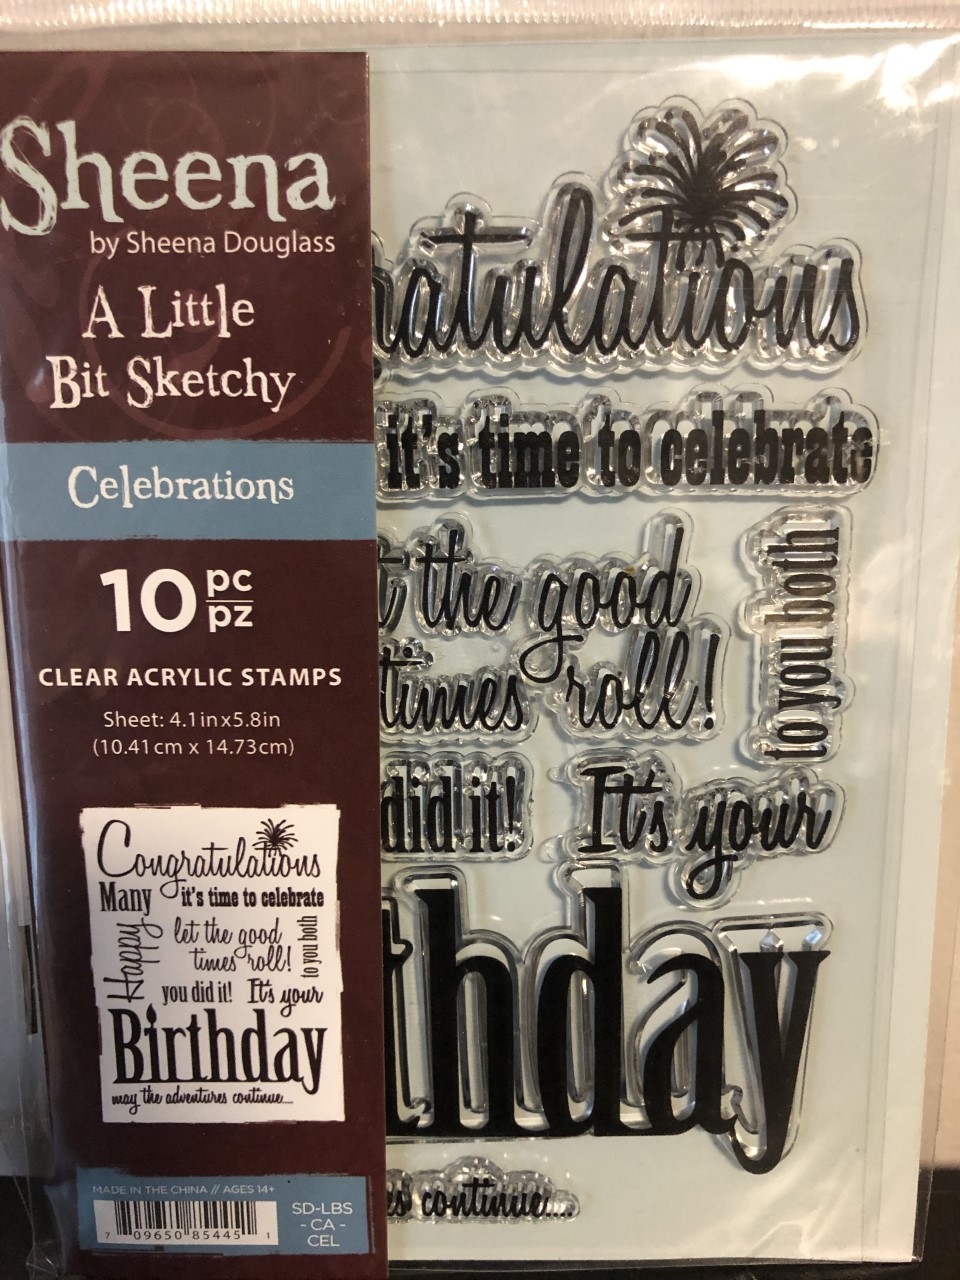 Sheena
by Sheena Douglass
A Little
Bit Sketchy
Celebrations
10 pc
pz
CLEAR ACRYLIC STAMPS
Sheet: 4.1inx5.8in
(10.41cm x 14.73cm)
Congratulations
Many it's time to celebrate
Happy
let the good
times roll!
to you both
you did it! It's your
Birthday
may the adventures continue....
MADE IN THE CHINA // AGES 14+
7 09650 85445 1
SD-LBS
- CA -
CEL
ratulations
it's time to celebrate
t the good
times roll!
to you both
did it! It's your
thday
es continue...